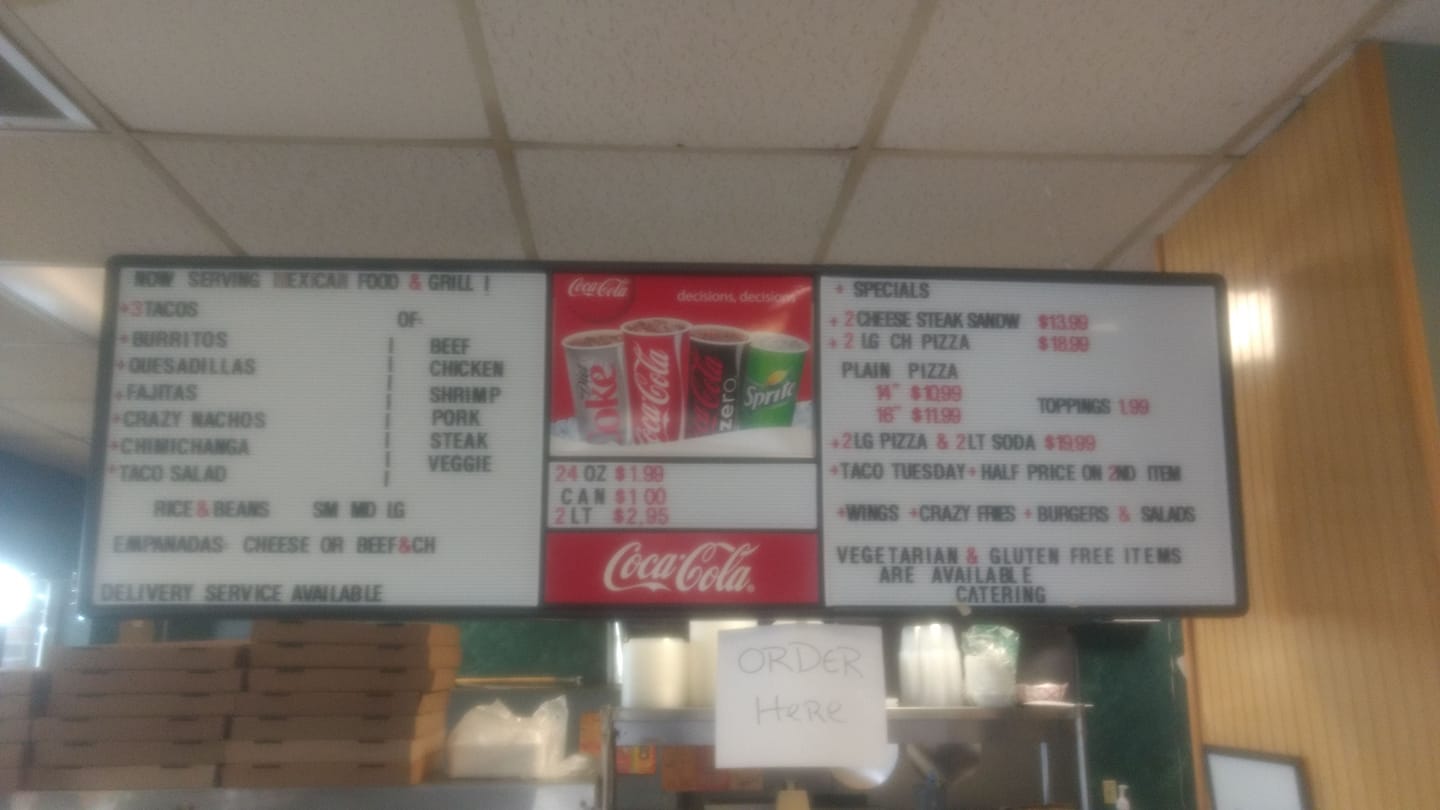 NOW SERVING MEXICAN FOOD & GRILL !
+3 TACOS
+BURRITOS
+QUESADILLAS
+FAJITAS
+CRAZY NACHOS
+CHIMICHANGA
+TACO SALAD
OF-
BEEF
CHICKEN
SHRIMP
PORK
STEAK
VEGGIE
RICE & BEANS SM MD LG
EMPANADAS- CHEESE OR BEEF&CH
DELIVERY SERVICE AVAILABLE
Coca-Cola
decisions, decisions
Diet Coke
Coca-Cola
Coca-Cola zero
Sprite
24 OZ $1.99
CAN $1 00
2 LT $2.95
Coca-Cola
+ SPECIALS
+ 2 CHEESE STEAK SANDW $13.99
+ 2 LG CH PIZZA $18.99
PLAIN PIZZA
14" $10.99
16" $11.99
TOPPINGS 1.99
+2LG PIZZA & 2LT SODA $19.99
+TACO TUESDAY+ HALF PRICE ON 2ND ITEM
+WINGS +CRAZY FRIES + BURGERS & SALADS
VEGETARIAN & GLUTEN FREE ITEMS
ARE AVAILABLE
CATERING
ORDER
HeRe